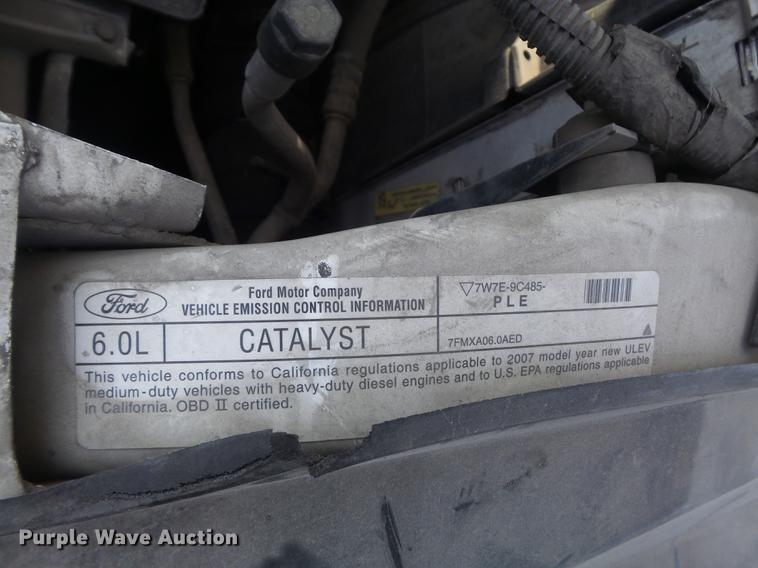 Ford
Ford Motor Company
VEHICLE EMISSION CONTROL INFORMATION
7W7E-9C485-
PLE
6.0L
CATALYST
7FMXA06.0AED
This vehicle conforms to California regulations applicable to 2007 model year new ULEV
medium-duty vehicles with heavy-duty diesel engines and to U.S. EPA regulations applicable
in California. OBD II certified.
Purple Wave Auction